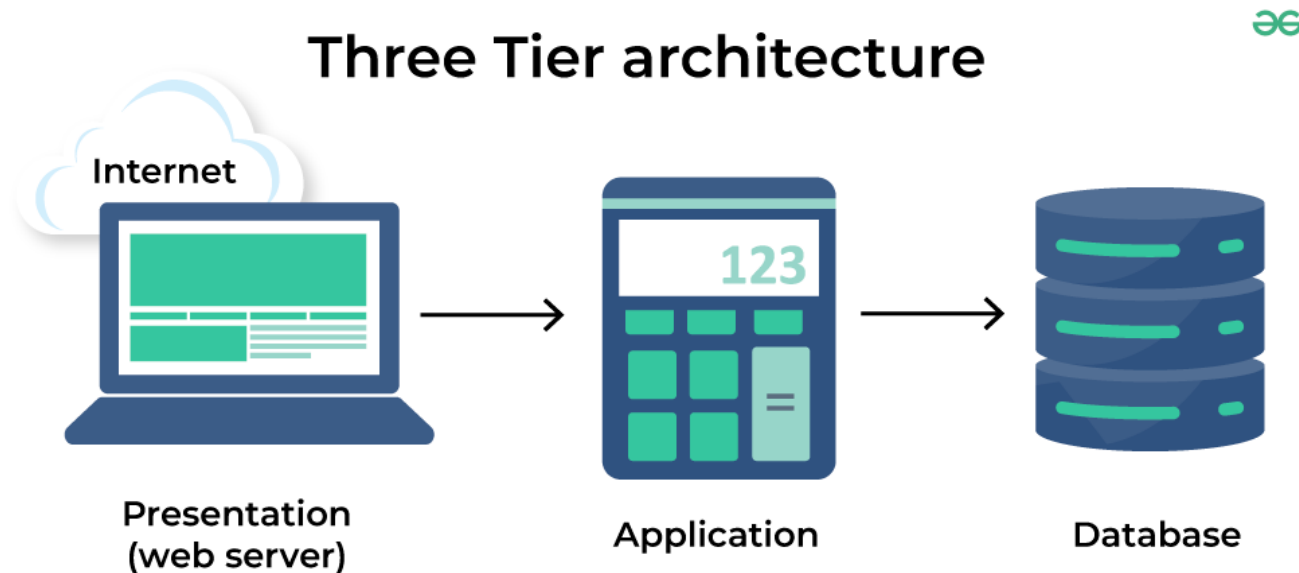 Three Tier architecture
Internet
123
=
Presentation
(web server)
Application
Database